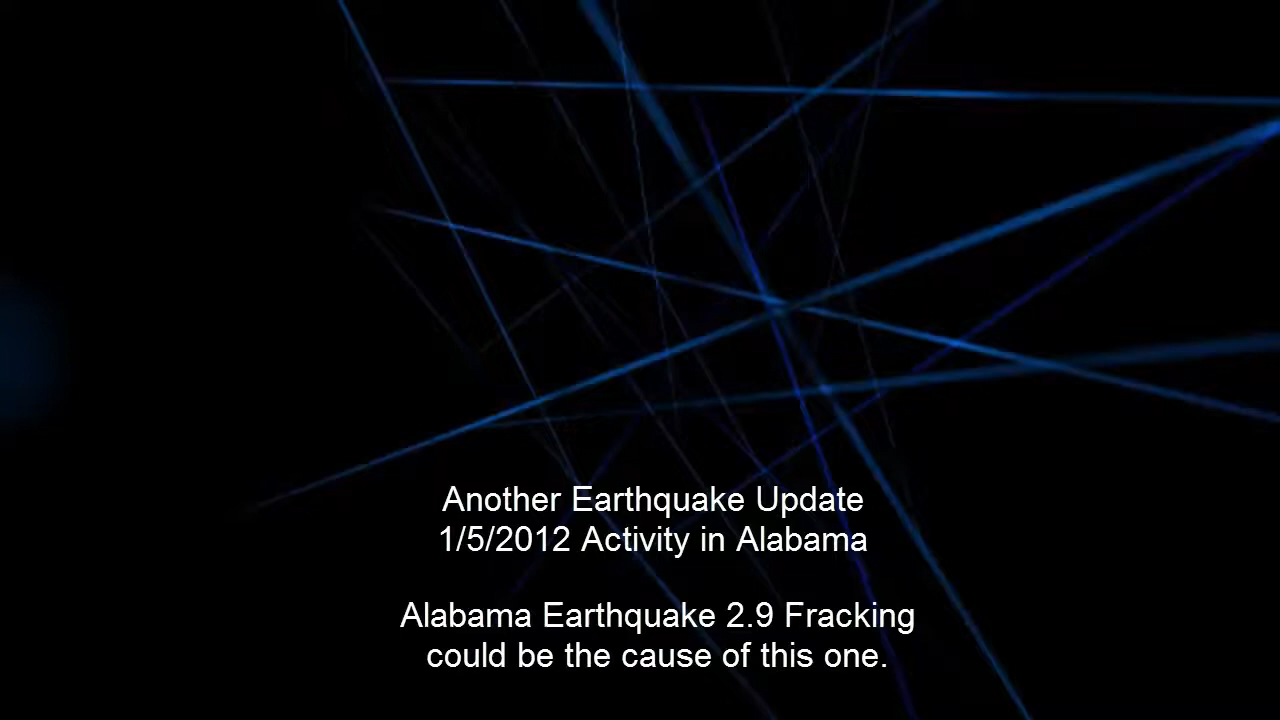 Another Earthquake Update
1/5/2012 Activity in Alabama
Alabama Earthquake 2.9 Fracking
could be the cause of this one.